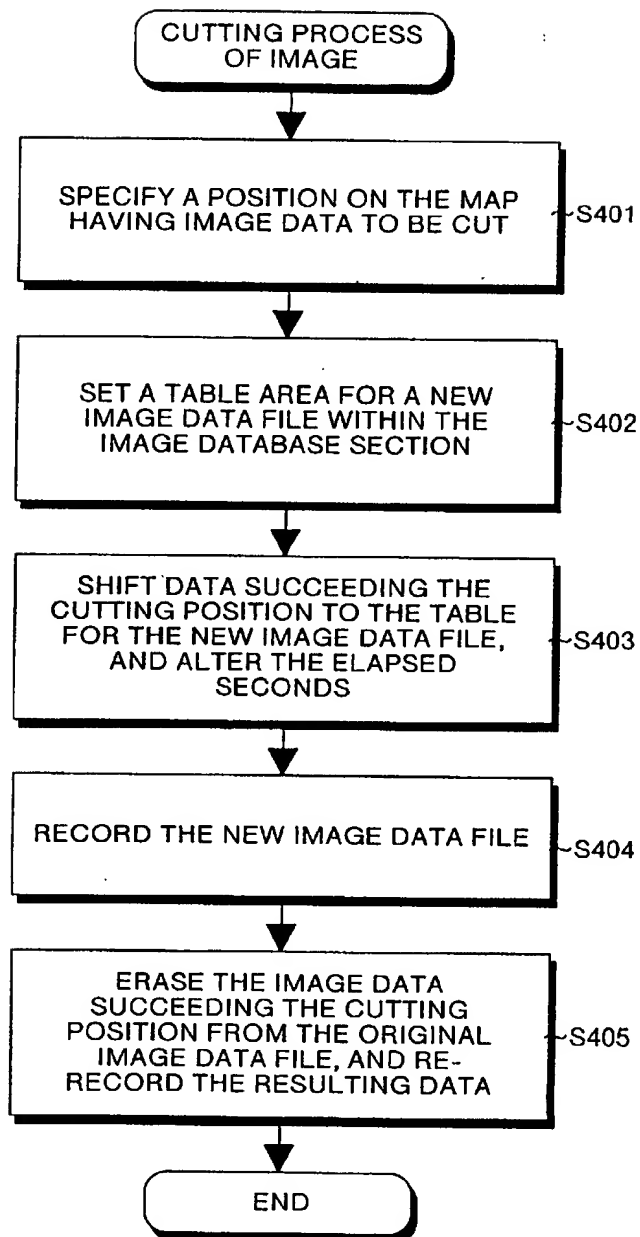 CUTTING PROCESS
OF IMAGE
SPECIFY A POSITION ON THE MAP
HAVING IMAGE DATA TO BE CUT
S401
SET A TABLE AREA FOR A NEW
IMAGE DATA FILE WITHIN THE
IMAGE DATABASE SECTION
S402
SHIFT DATA SUCCEEDING THE
CUTTING POSITION TO THE TABLE
FOR THE NEW IMAGE DATA FILE,
AND ALTER THE ELAPSED
SECONDS
S403
RECORD THE NEW IMAGE DATA FILE
S404
ERASE THE IMAGE DATA
SUCCEEDING THE CUTTING
POSITION FROM THE ORIGINAL
IMAGE DATA FILE, AND RE-
RECORD THE RESULTING DATA
S405
END